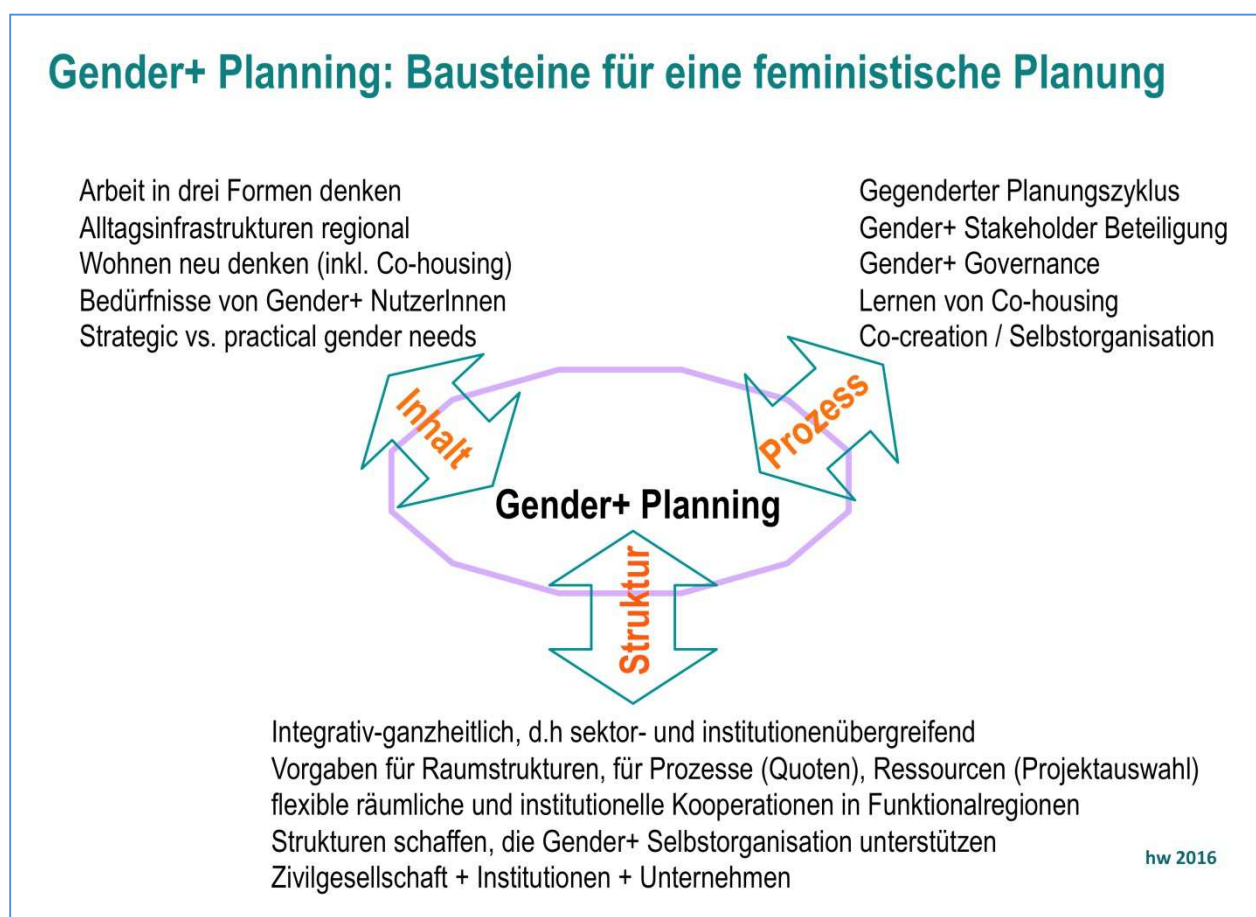 Gender+ Planning: Bausteine für eine feministische Planung
Arbeit in drei Formen denken
Alltagsinfrastrukturen regional
Wohnen neu denken (inkl. Co-housing)
Bedürfnisse von Gender+ NutzerInnen
Strategic vs. practical gender needs
Gegenderter Planungszyklus
Gender+ Stakeholder Beteiligung
Gender+ Governance
Lernen von Co-housing
Co-creation / Selbstorganisation
Inhalt
Prozess
Gender+ Planning
Struktur
Integrativ-ganzheitlich, d.h sektor- und institutionenübergreifend
Vorgaben für Raumstrukturen, für Prozesse (Quoten), Ressourcen (Projektauswahl)
flexible räumliche und institutionelle Kooperationen in Funktionalregionen
Strukturen schaffen, die Gender+ Selbstorganisation unterstützen
Zivilgesellschaft + Institutionen + Unternehmen
hw 2016